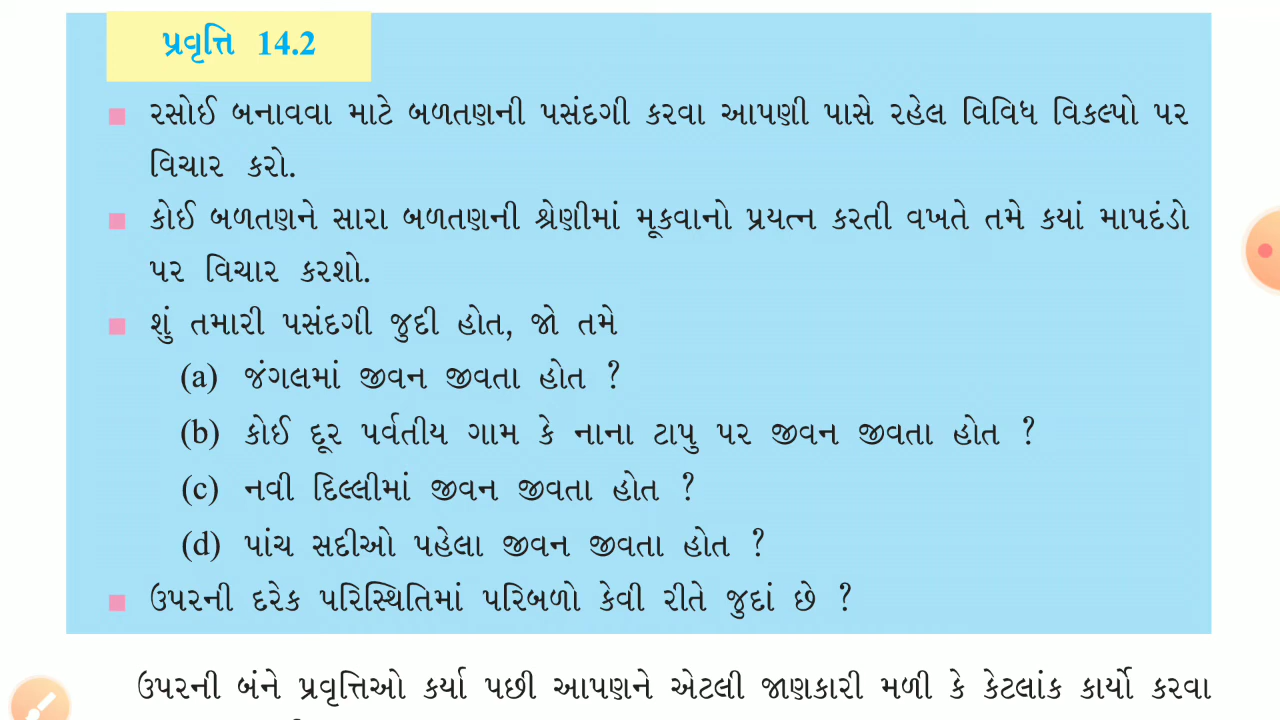 પ્રવૃત્તિ 14.2
રસોઈ બનાવવા માટે બળતણની પસંદગી કરવા આપણી પાસે રહેલ વિવિધ વિકલ્પો પર
વિચાર કરો.
કોઈ બળતણને સારા બળતણની શ્રેણીમાં મૂકવાનો પ્રયત્ન કરતી વખતે તમે કયાં માપદંડો
પર વિચાર કરશો.
શું તમારી પસંદગી જુદી હોત, જો તમે
(a) જંગલમાં જીવન જીવતા હોત ?
(b) કોઈ દૂર પર્વતીય ગામ કે નાના ટાપુ પર જીવન જીવતા હોત ?
(c) નવી દિલ્લીમાં જીવન જીવતા હોત ?
(d) પાંચ સદીઓ પહેલા જીવન જીવતા હોત ?
ઉપરની દરેક પરિસ્થિતિમાં પરિબળો કેવી રીતે જુદાં છે ?
ઉપરની બંને પ્રવૃત્તિઓ કર્યા પછી આપણને એટલી જાણકારી મળી કે કેટલાંક કાર્યો કરવા